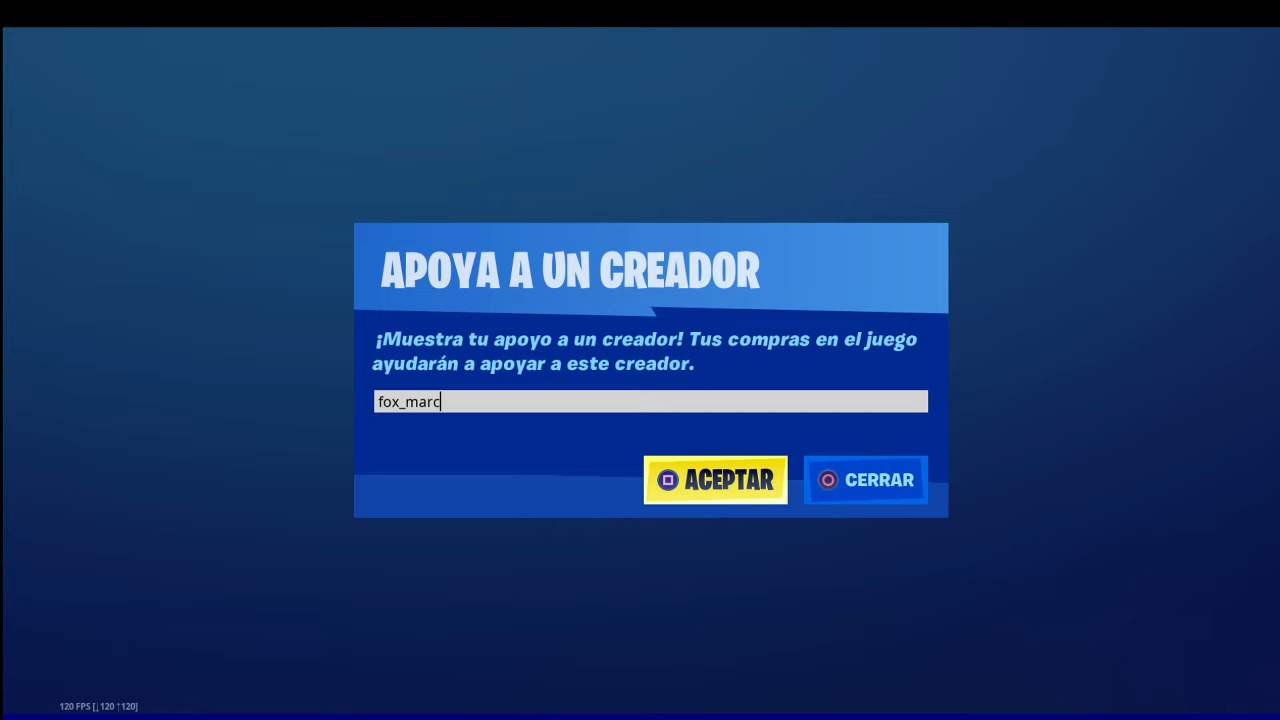 APOYA A UN CREADOR
¡Muestra tu apoyo a un creador! Tus compras en el juego
ayudarán a apoyar a este creador.
fox_marc
ACEPTAR
CERRAR
120 FPS [↓120 ↑120]